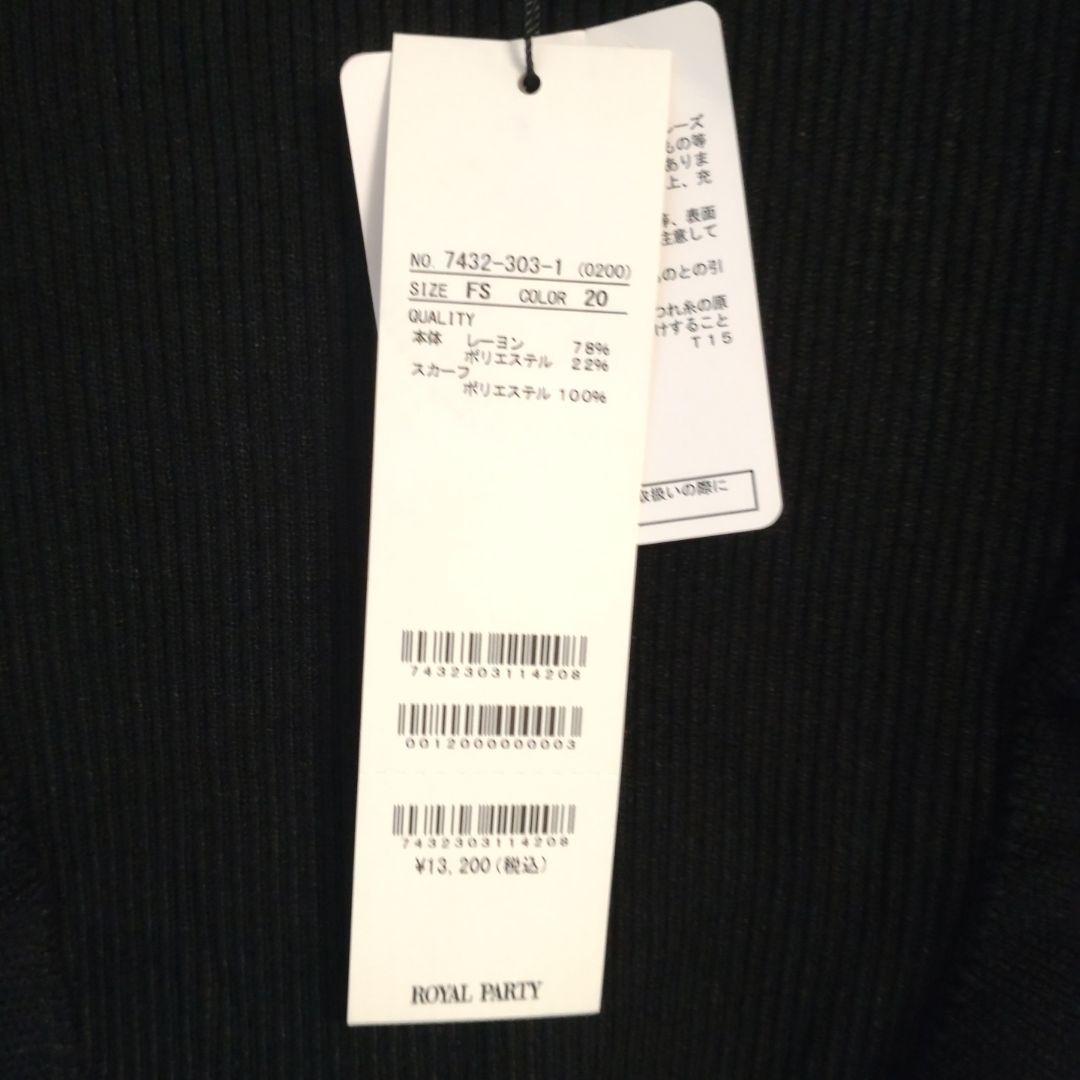 NO. 7432-303-1 (0200)
SIZE FS COLOR 20
QUALITY
本体 レーヨン 78%
ポリエステル 22%
スカーフ
ポリエステル 100%
7432303114208
0012000000003
7432303114208
¥13,200(税込)
ROYAL PARTY
ーズ
もの等
ありま
上、充
等、表面
注意して
ものとの引
つれ糸の原
けすること
T15
取扱いの際に